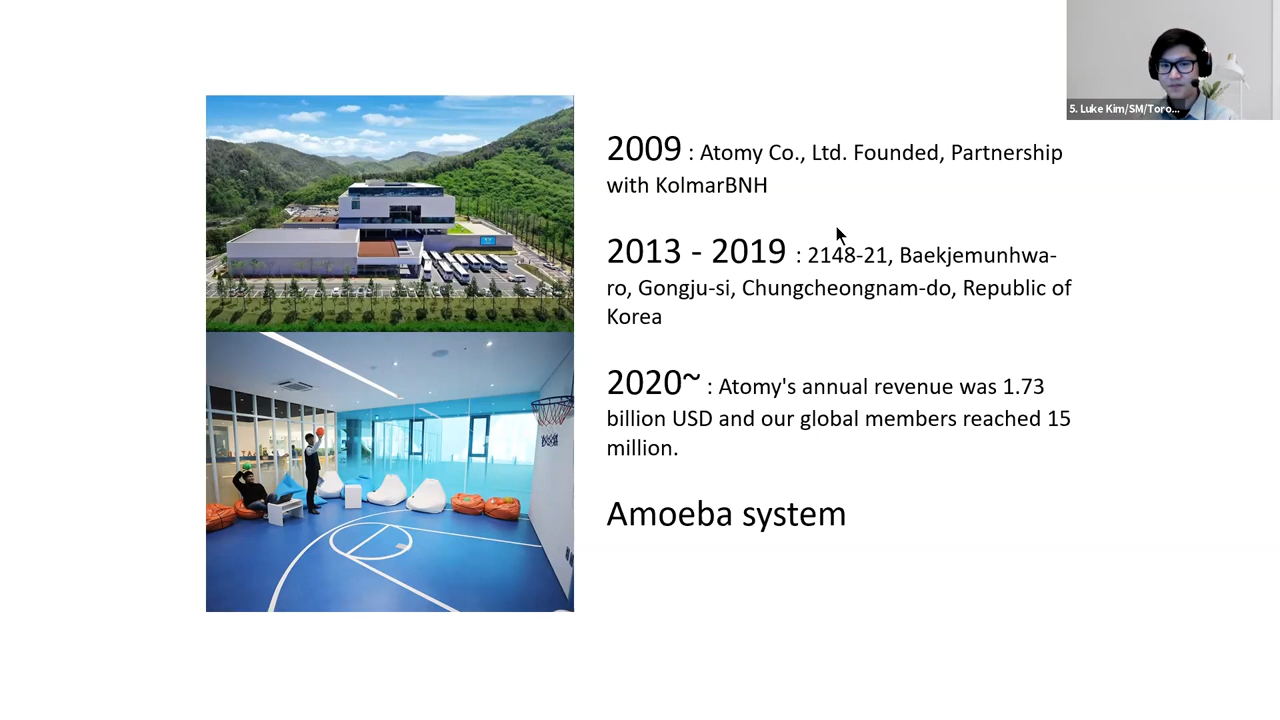 5. Luke Kim/SM/Toro...
2009 : Atomy Co., Ltd. Founded, Partnership
with KolmarBNH
2013 - 2019 : 2148-21, Baekjemunhwa-
ro, Gongju-si, Chungcheongnam-do, Republic of
Korea
2020~ : Atomy's annual revenue was 1.73
billion USD and our global members reached 15
million.
Amoeba system